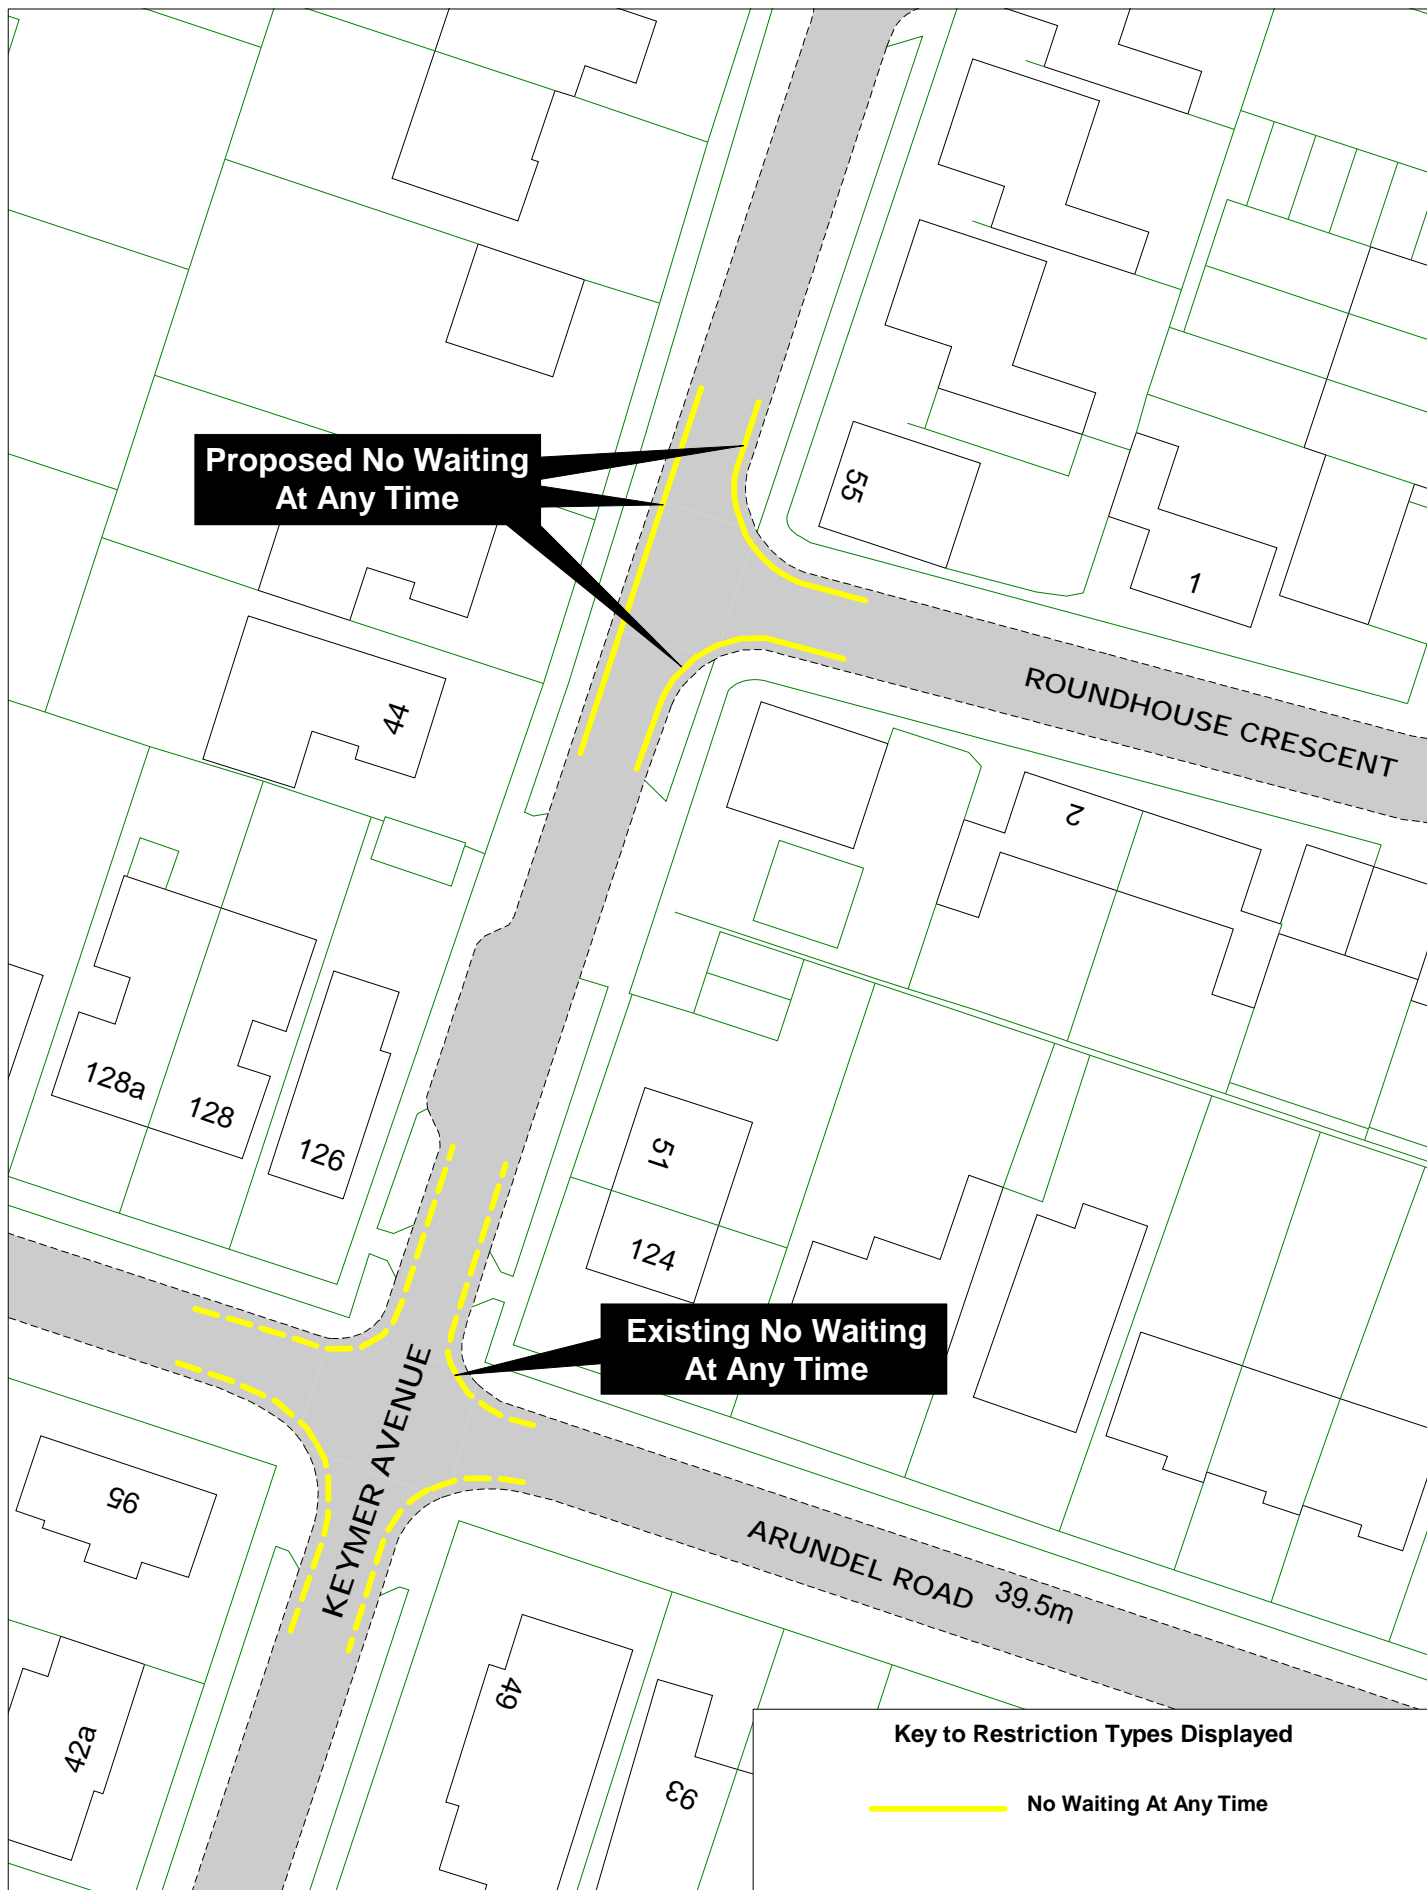 Proposed No Waiting
At Any Time
55
1
ROUNDHOUSE CRESCENT
44
2
128a
128
126
51
124
Existing No Waiting
At Any Time
KEYMER AVENUE
95
ARUNDEL ROAD
39.5m
49
42a
93
Key to Restriction Types Displayed
No Waiting At Any Time